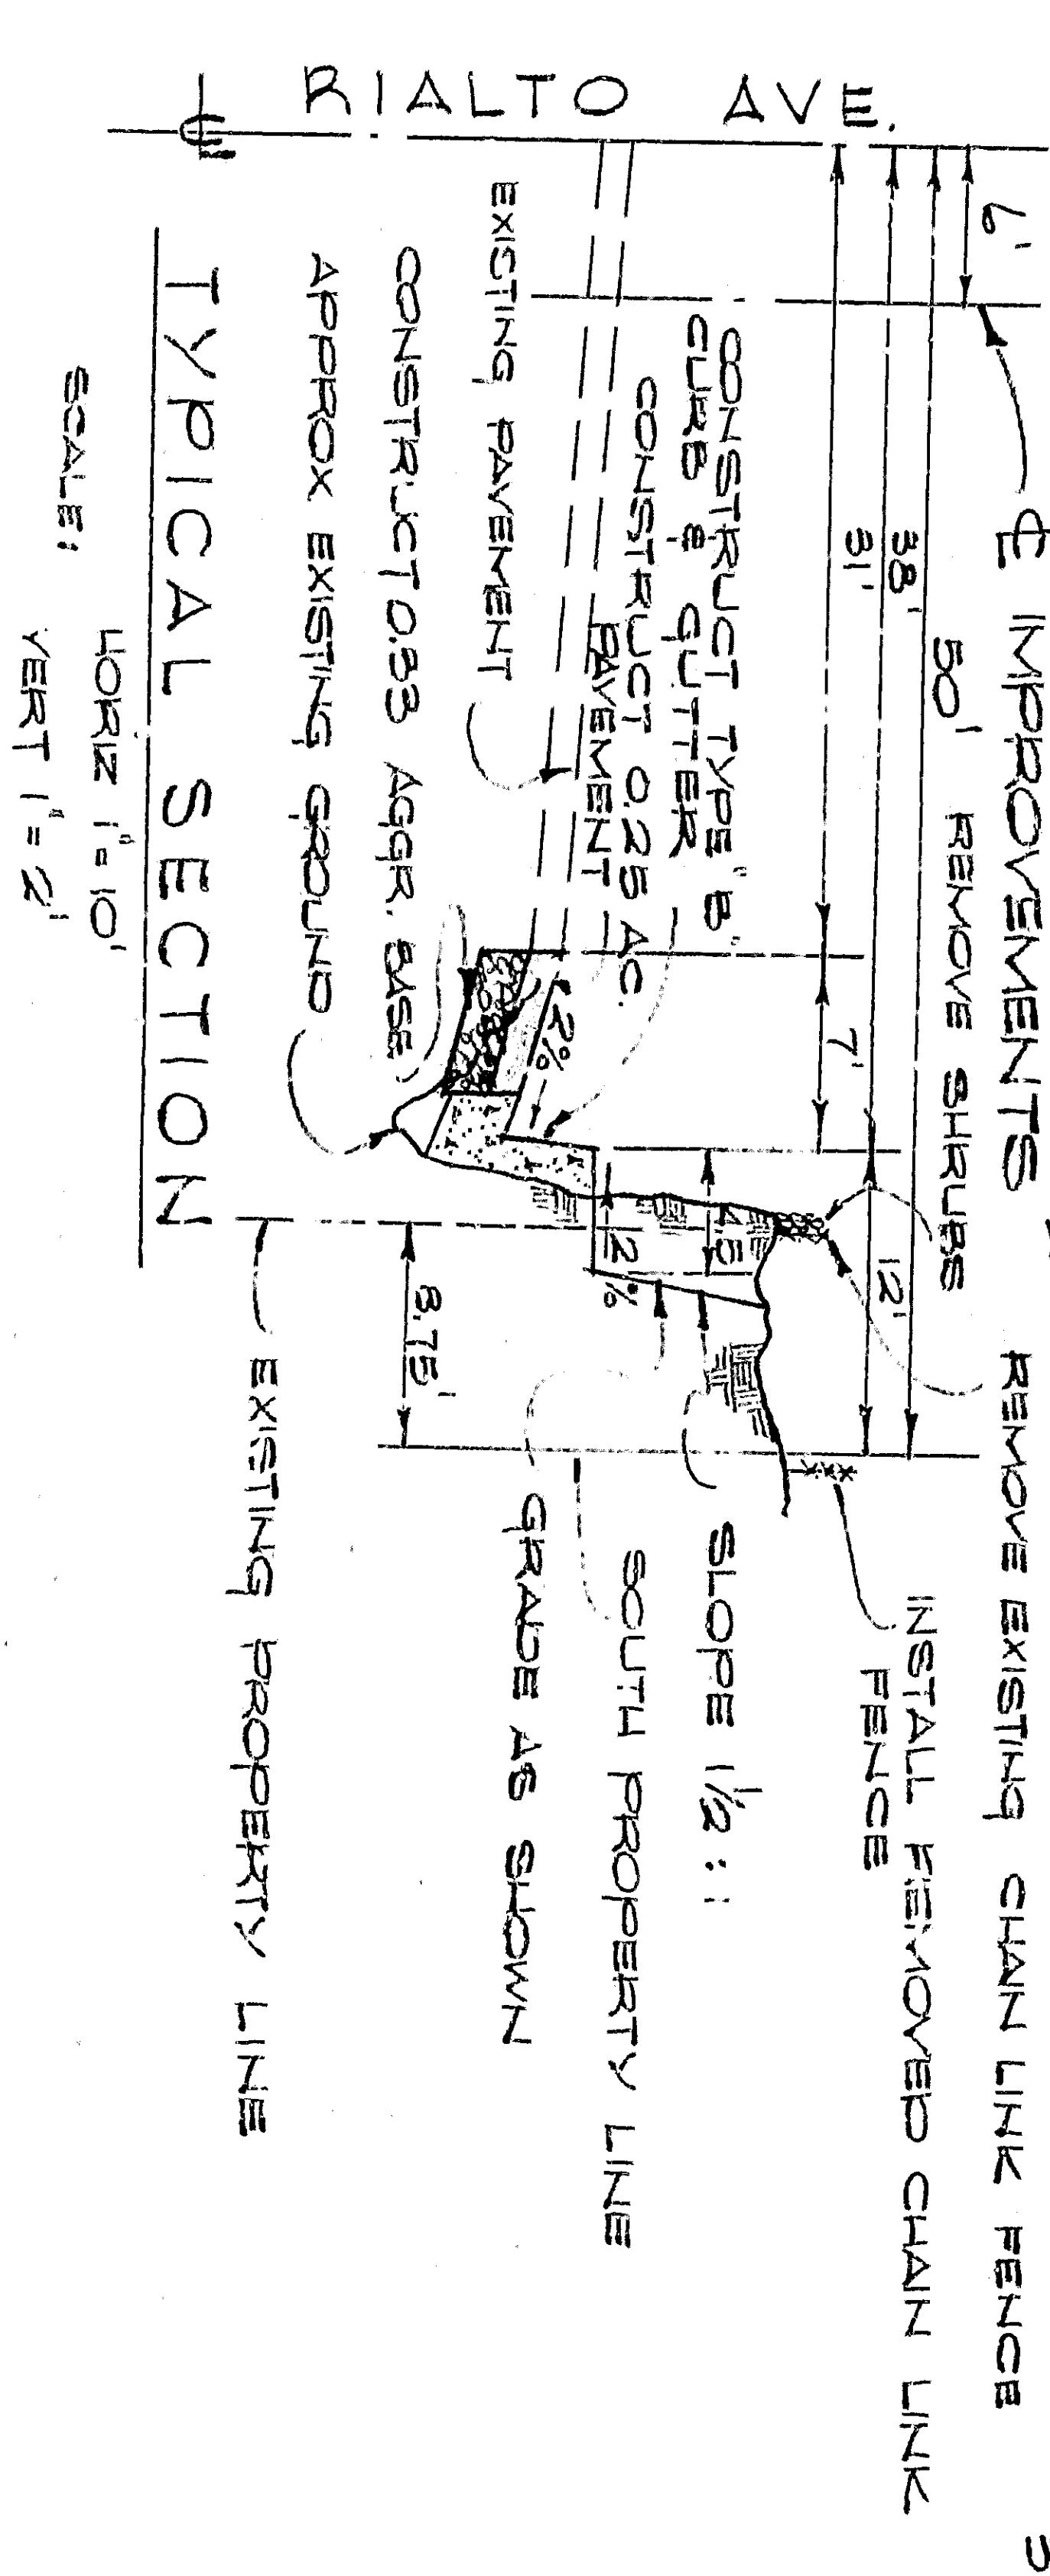 RIALTO AVE.
℄
6'
℄ IMPROVEMENTS
50'
38'
31'
7'
12'
REMOVE SHRUBS
REMOVE EXISTING CHAIN LINK FENCE
INSTALL REMOVED CHAIN LINK
FENCE
CONSTRUCT TYPE "B"
CURB & GUTTER
CONSTRUCT 0.25 AC.
PAVEMENT
EXISTING PAVEMENT
CONSTRUCT 0.33 AGGR. BASE
APPROX EXISTING GROUND
2%
4.5
2%
8.75'
SLOPE 1 1/2 : 1
SOUTH PROPERTY LINE
GRADE AS SHOWN
EXISTING PROPERTY LINE
TYPICAL SECTION
SCALE:
HORIZ 1" = 10'
VERT 1" = 2'